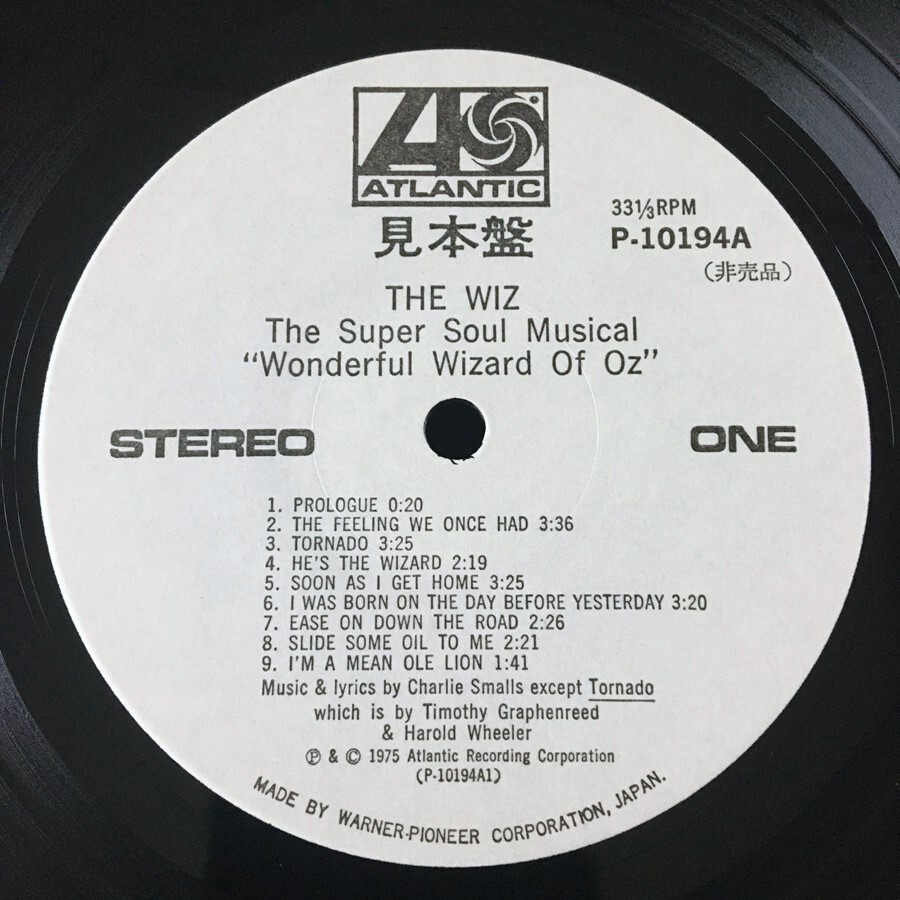 ATLANTIC
見本盤
33⅓RPM
P-10194A
（非売品）
THE WIZ
The Super Soul Musical
“Wonderful Wizard Of Oz”
STEREO
ONE
1. PROLOGUE 0:20
2. THE FEELING WE ONCE HAD 3:36
3. TORNADO 3:25
4. HE'S THE WIZARD 2:19
5. SOON AS I GET HOME 3:25
6. I WAS BORN ON THE DAY BEFORE YESTERDAY 3:20
7. EASE ON DOWN THE ROAD 2:26
8. SLIDE SOME OIL TO ME 2:21
9. I'M A MEAN OLE LION 1:41
Music & lyrics by Charlie Smalls except Tornado
which is by Timothy Graphenreed
& Harold Wheeler
Ⓟ & © 1975 Atlantic Recording Corporation
(P-10194A1)
MADE BY WARNER-PIONEER CORPORATION, JAPAN.